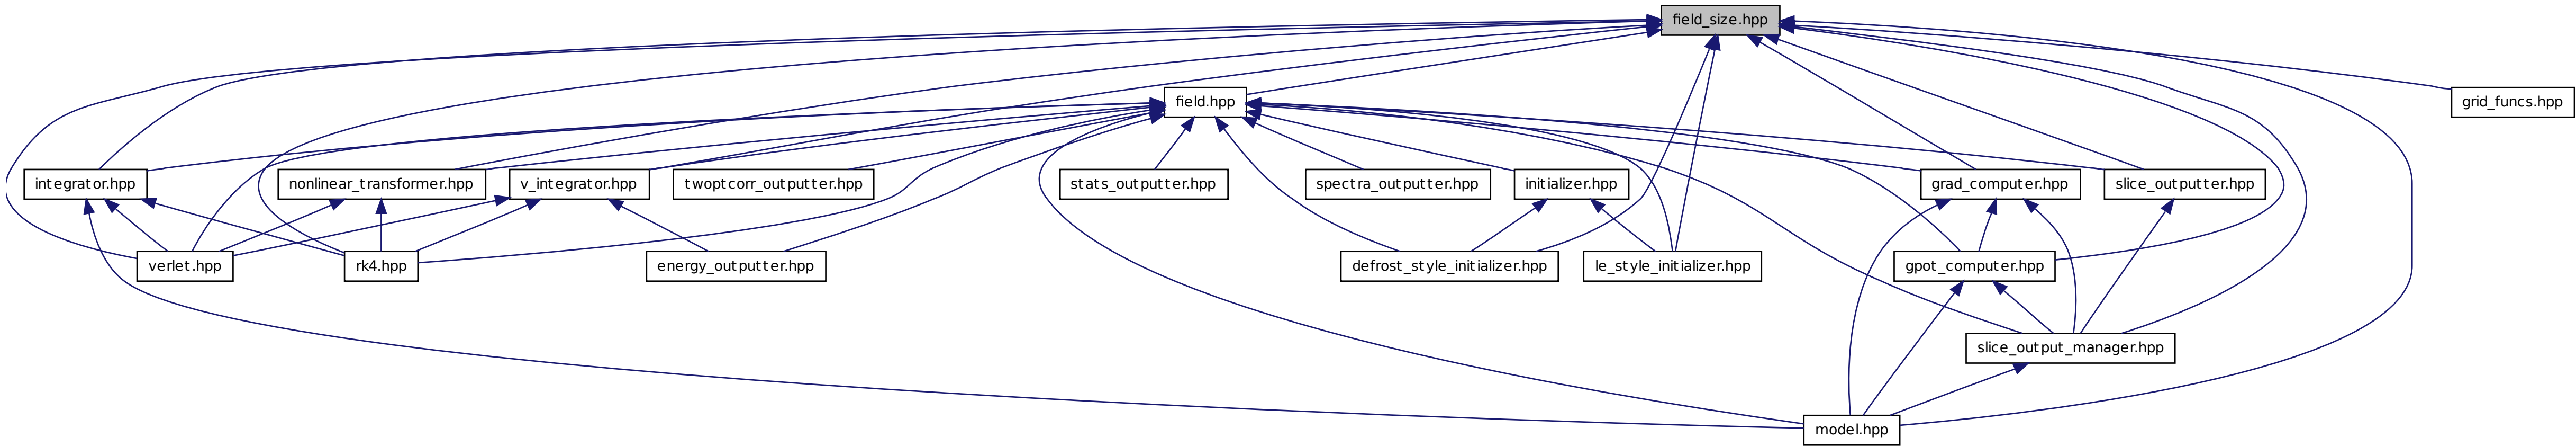 field_size.hpp
field.hpp
grid_funcs.hpp
integrator.hpp
nonlinear_transformer.hpp
v_integrator.hpp
twoptcorr_outputter.hpp
stats_outputter.hpp
spectra_outputter.hpp
initializer.hpp
grad_computer.hpp
slice_outputter.hpp
verlet.hpp
rk4.hpp
energy_outputter.hpp
defrost_style_initializer.hpp
le_style_initializer.hpp
gpot_computer.hpp
slice_output_manager.hpp
model.hpp